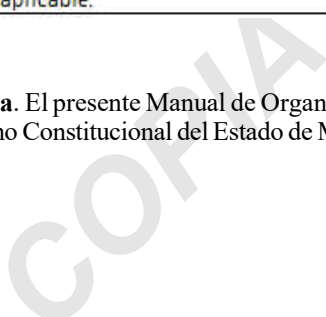 aplicable.
a. El presente Manual de Organ
no Constitucional del Estado de M
COPIA